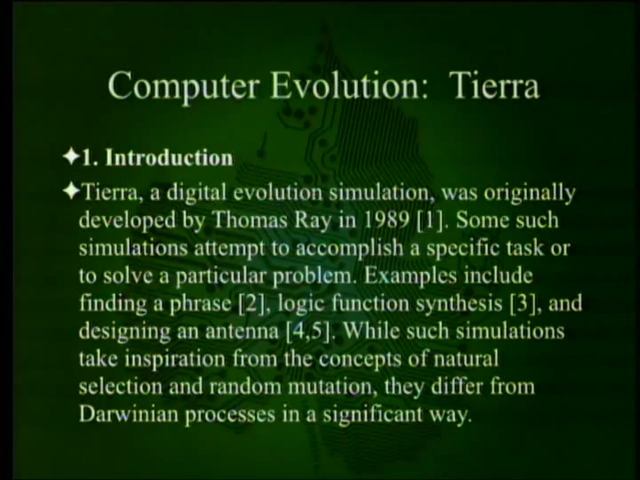 Computer Evolution: Tierra
✦1. Introduction
✦Tierra, a digital evolution simulation, was originally
developed by Thomas Ray in 1989 [1]. Some such
simulations attempt to accomplish a specific task or
to solve a particular problem. Examples include
finding a phrase [2], logic function synthesis [3], and
designing an antenna [4,5]. While such simulations
take inspiration from the concepts of natural
selection and random mutation, they differ from
Darwinian processes in a significant way.